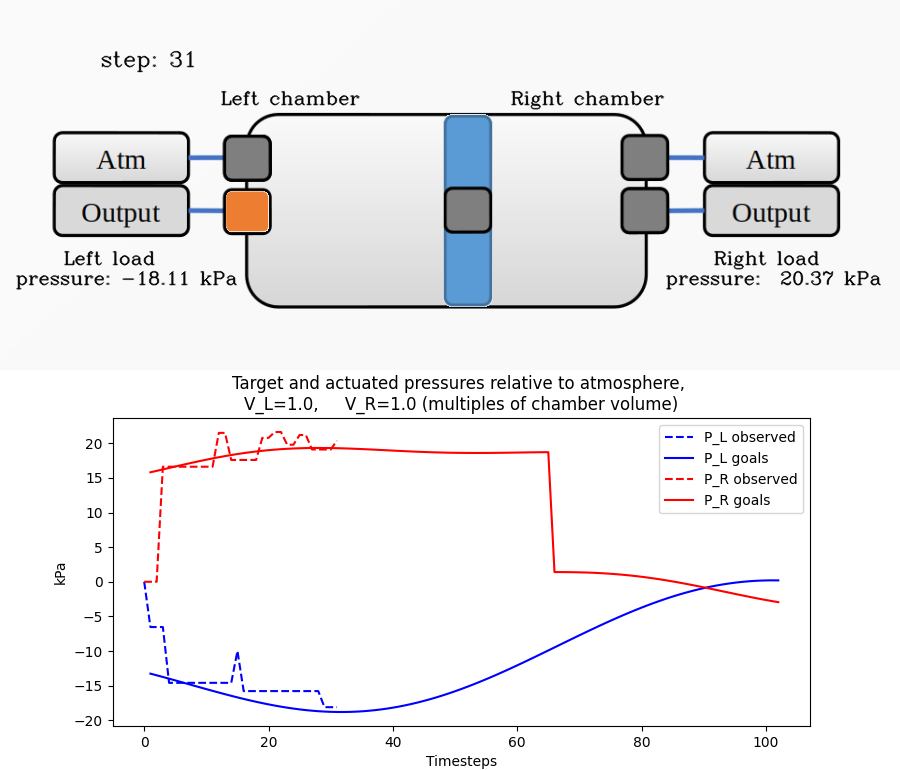 step: 31
Left chamber
Right chamber
Atm
Atm
Output
Output
Left load
pressure: −18.11 kPa
Right load
pressure: 20.37 kPa
Target and actuated pressures relative to atmosphere,
V_L=1.0, V_R=1.0 (multiples of chamber volume)
P_L observed
P_L goals
P_R observed
P_R goals
20
15
10
5
0
−5
−10
−15
−20
kPa
0 20 40 60 80 100
Timesteps